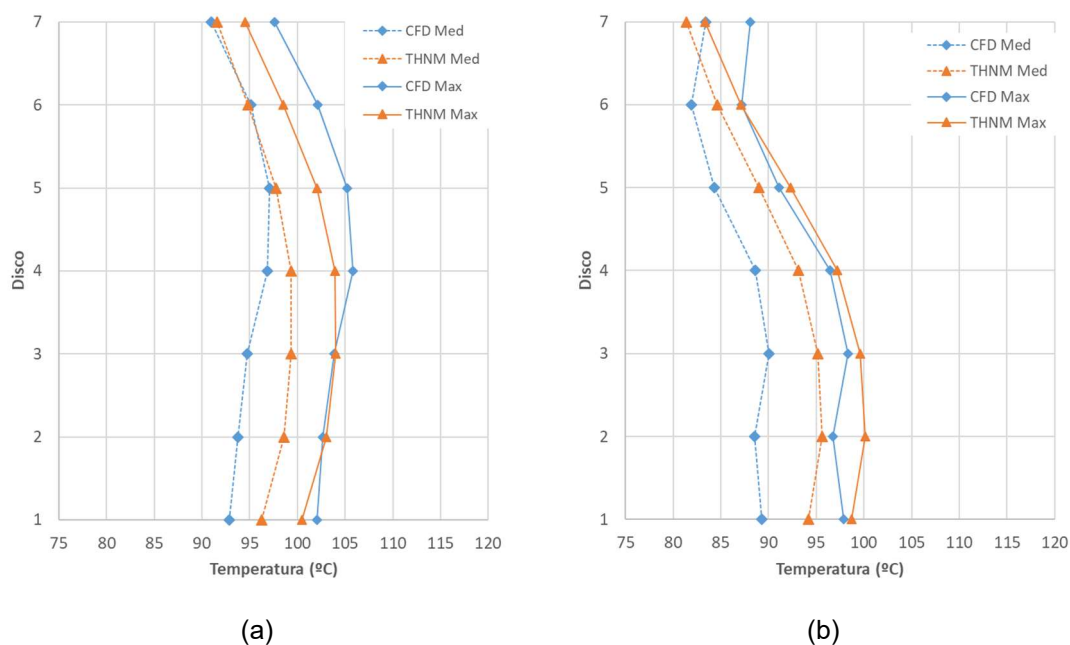 7
6
5
4
3
2
1
Disco
75 80 85 90 95 100 105 110 115 120
Temperatura (ºC)
CFD Med
THNM Med
CFD Max
THNM Max
(a)
7
6
5
4
3
2
1
Disco
75 80 85 90 95 100 105 110 115 120
Temperatura (ºC)
CFD Med
THNM Med
CFD Max
THNM Max
(b)